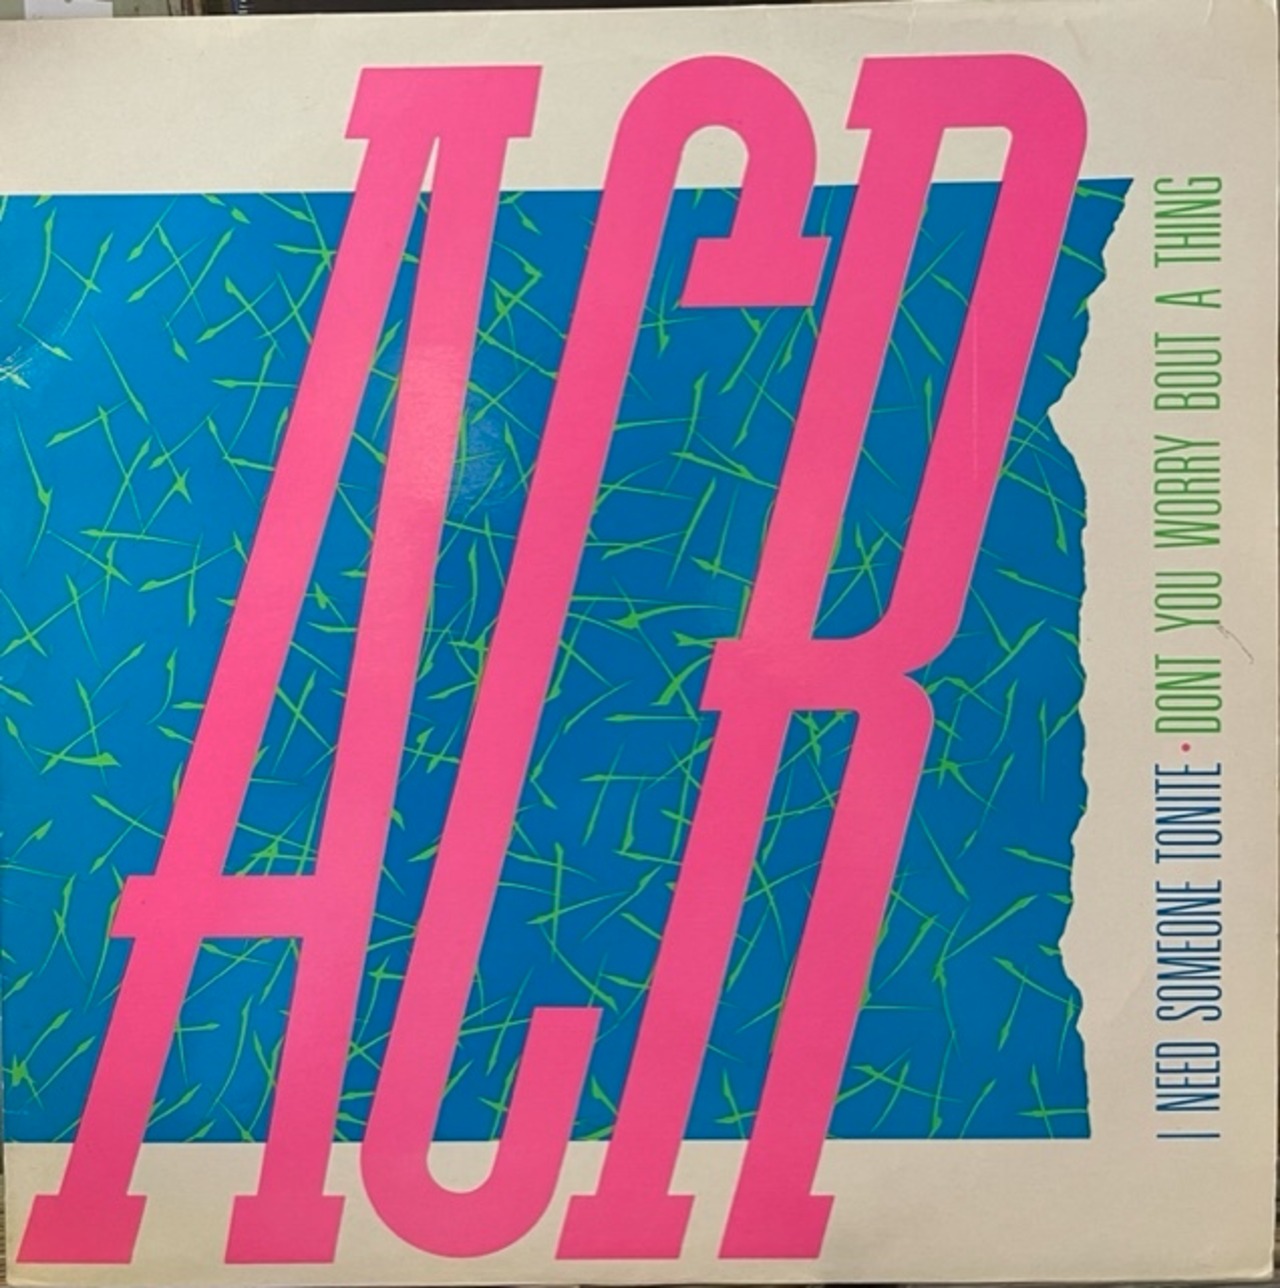 ACR
I NEED SOMEONE TONITE • DONT YOU WORRY BOUT A THING